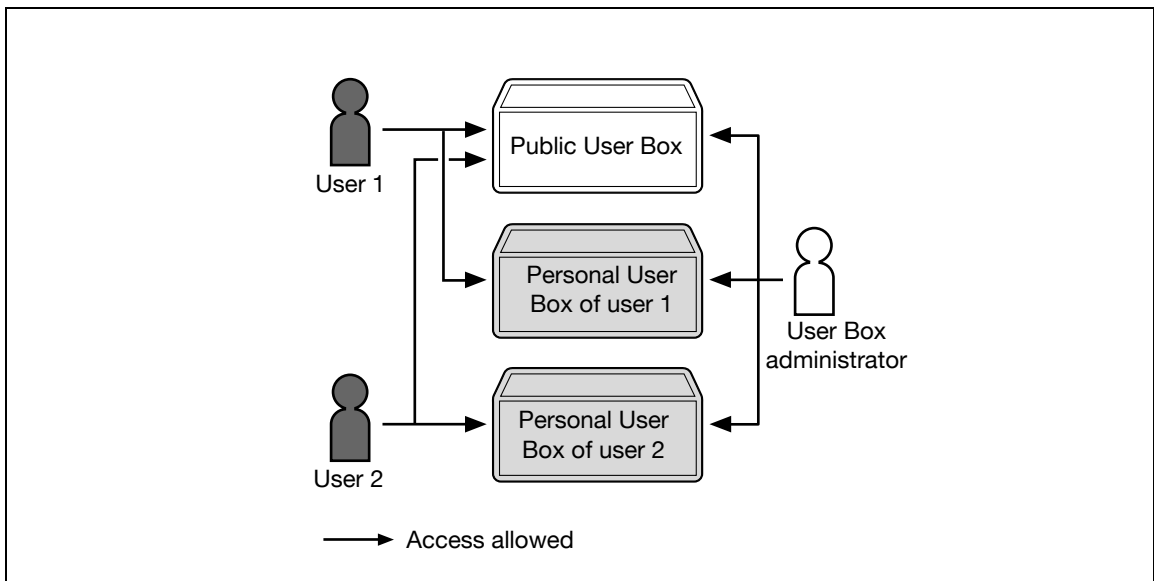 Public User Box
User 1
Personal User
Box of user 1
User Box
administrator
Personal User
Box of user 2
User 2
Access allowed